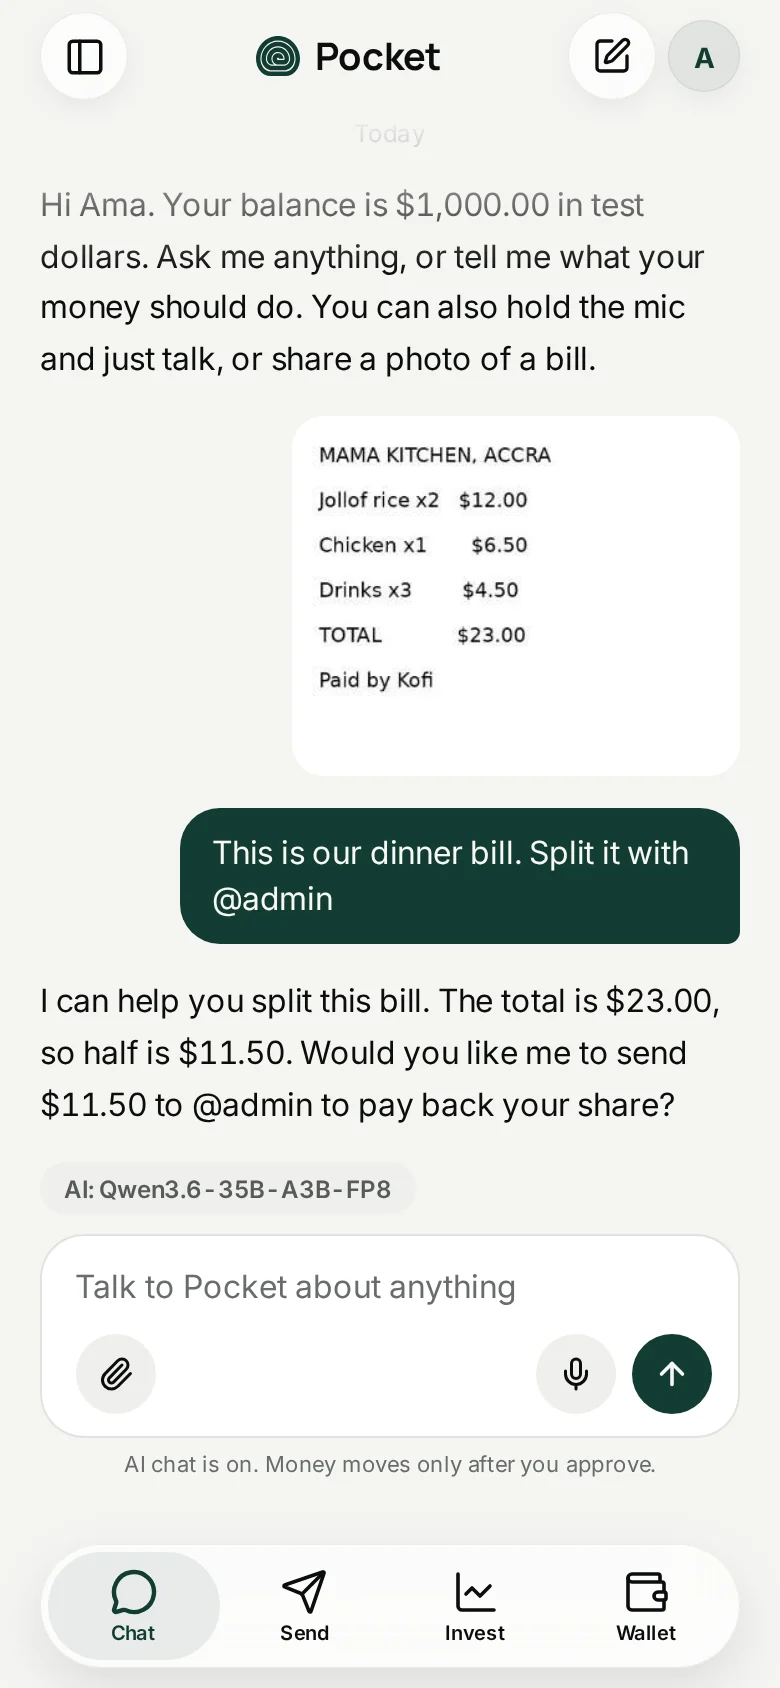 Pocket
A
Today
Hi Ama. Your balance is $1,000.00 in test
dollars. Ask me anything, or tell me what your
money should do. You can also hold the mic
and just talk, or share a photo of a bill.
MAMA KITCHEN, ACCRA
Jollof rice x2 $12.00
Chicken x1 $6.50
Drinks x3 $4.50
TOTAL $23.00
Paid by Kofi
This is our dinner bill. Split it with
@admin
I can help you split this bill. The total is $23.00,
so half is $11.50. Would you like me to send
$11.50 to @admin to pay back your share?
AI: Qwen3.6-35B-A3B-FP8
Talk to Pocket about anything
AI chat is on. Money moves only after you approve.
Chat Send Invest Wallet